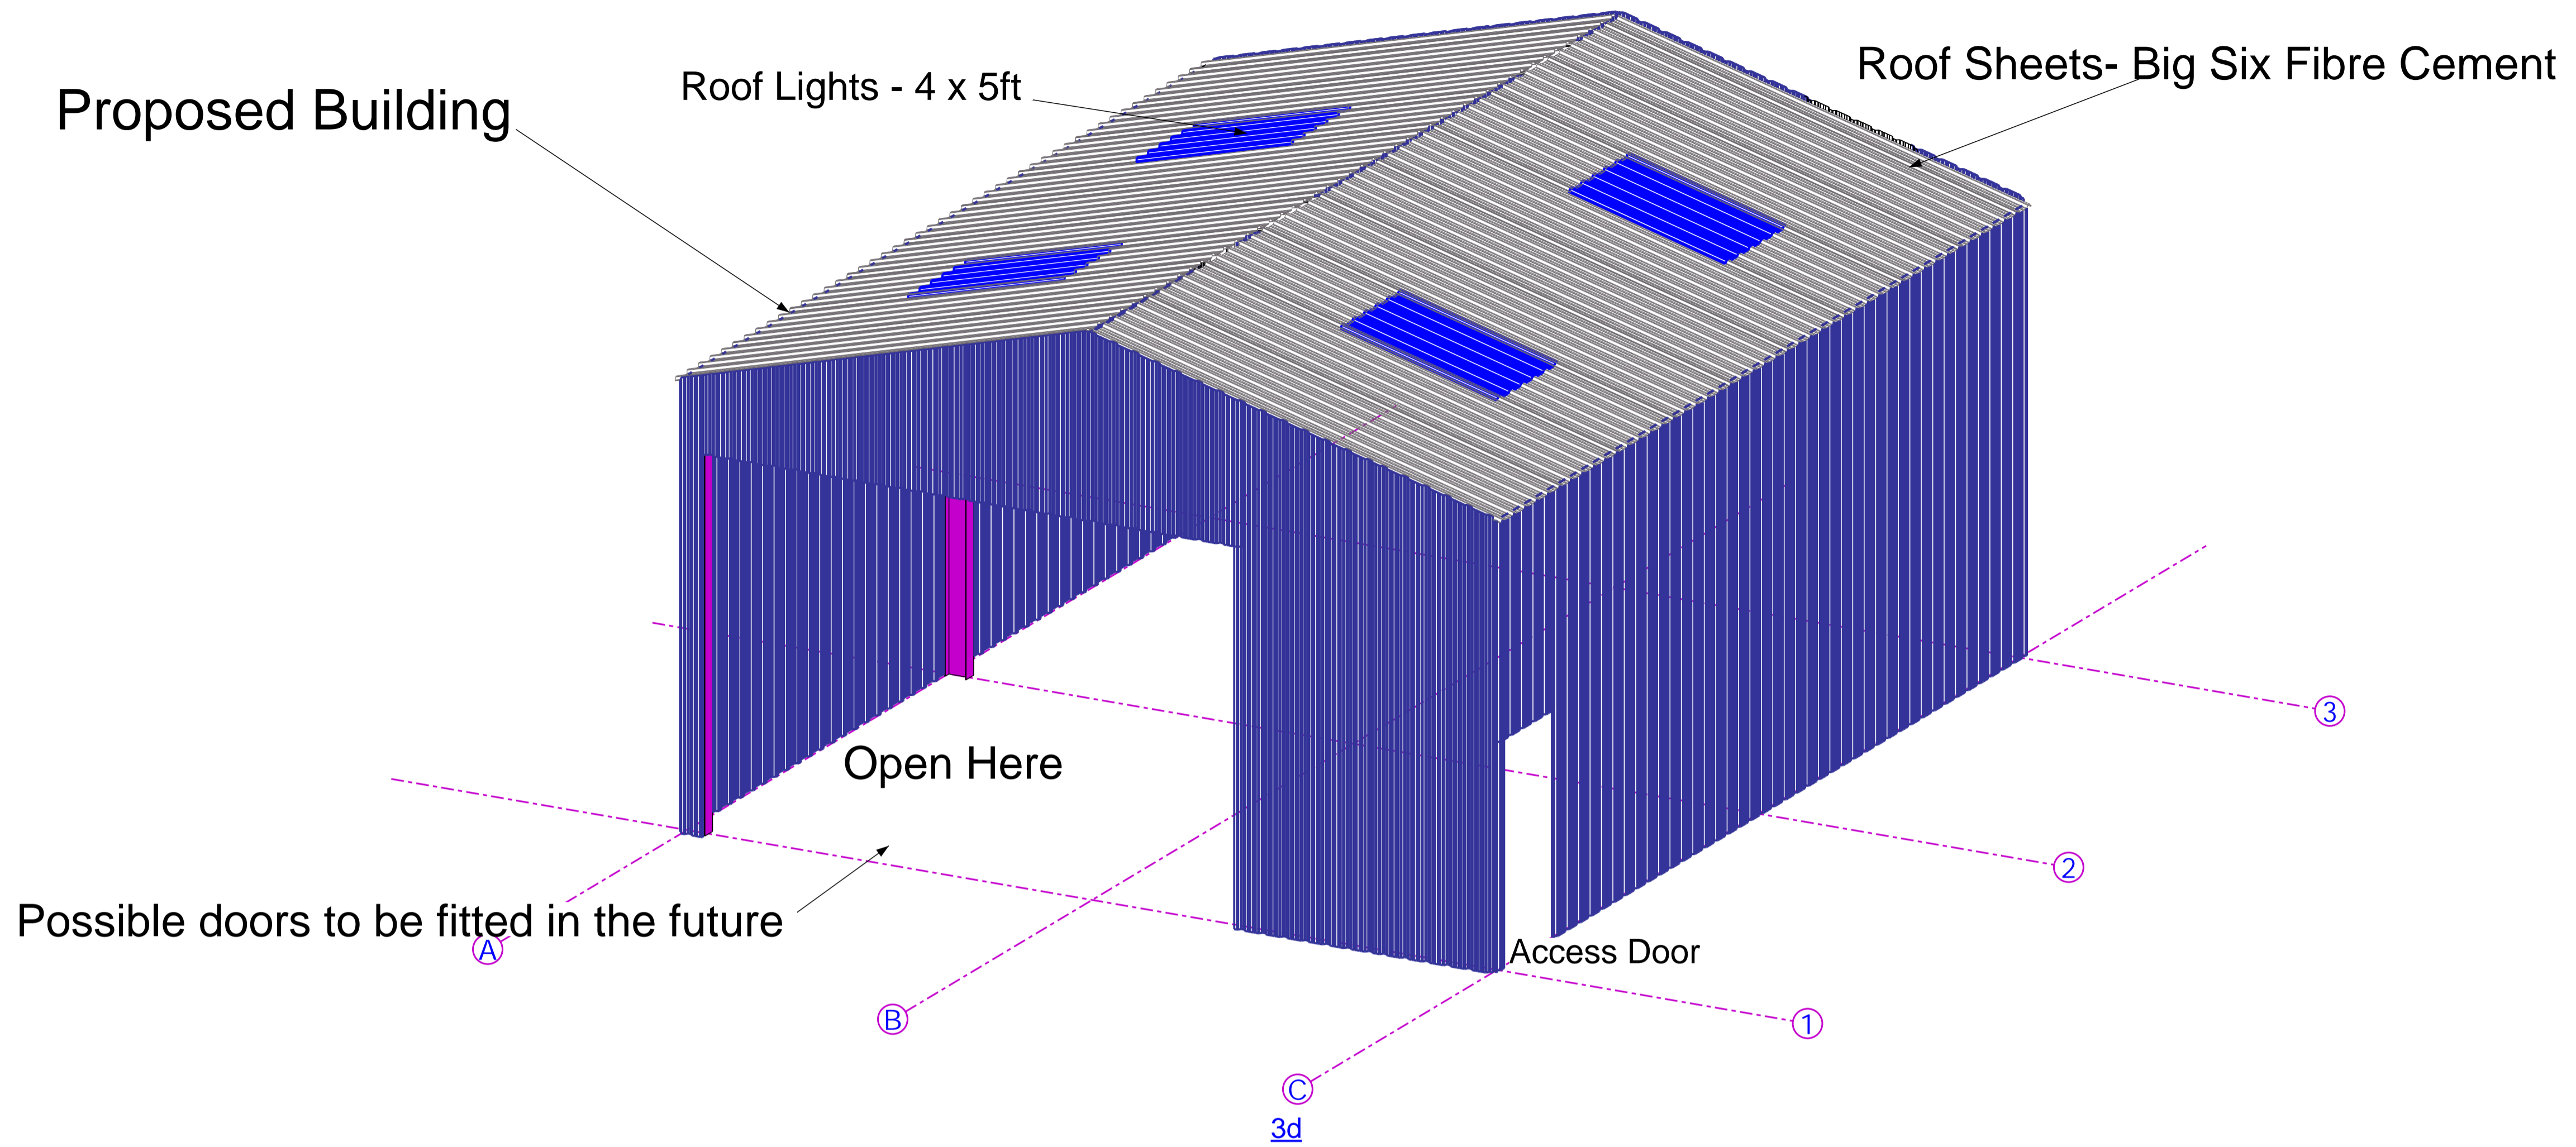 Proposed Building
Roof Lights - 4 x 5ft
Roof Sheets- Big Six Fibre Cement
Open Here
Possible doors to be fitted in the future
Access Door
A
B
C
1
2
3
3d